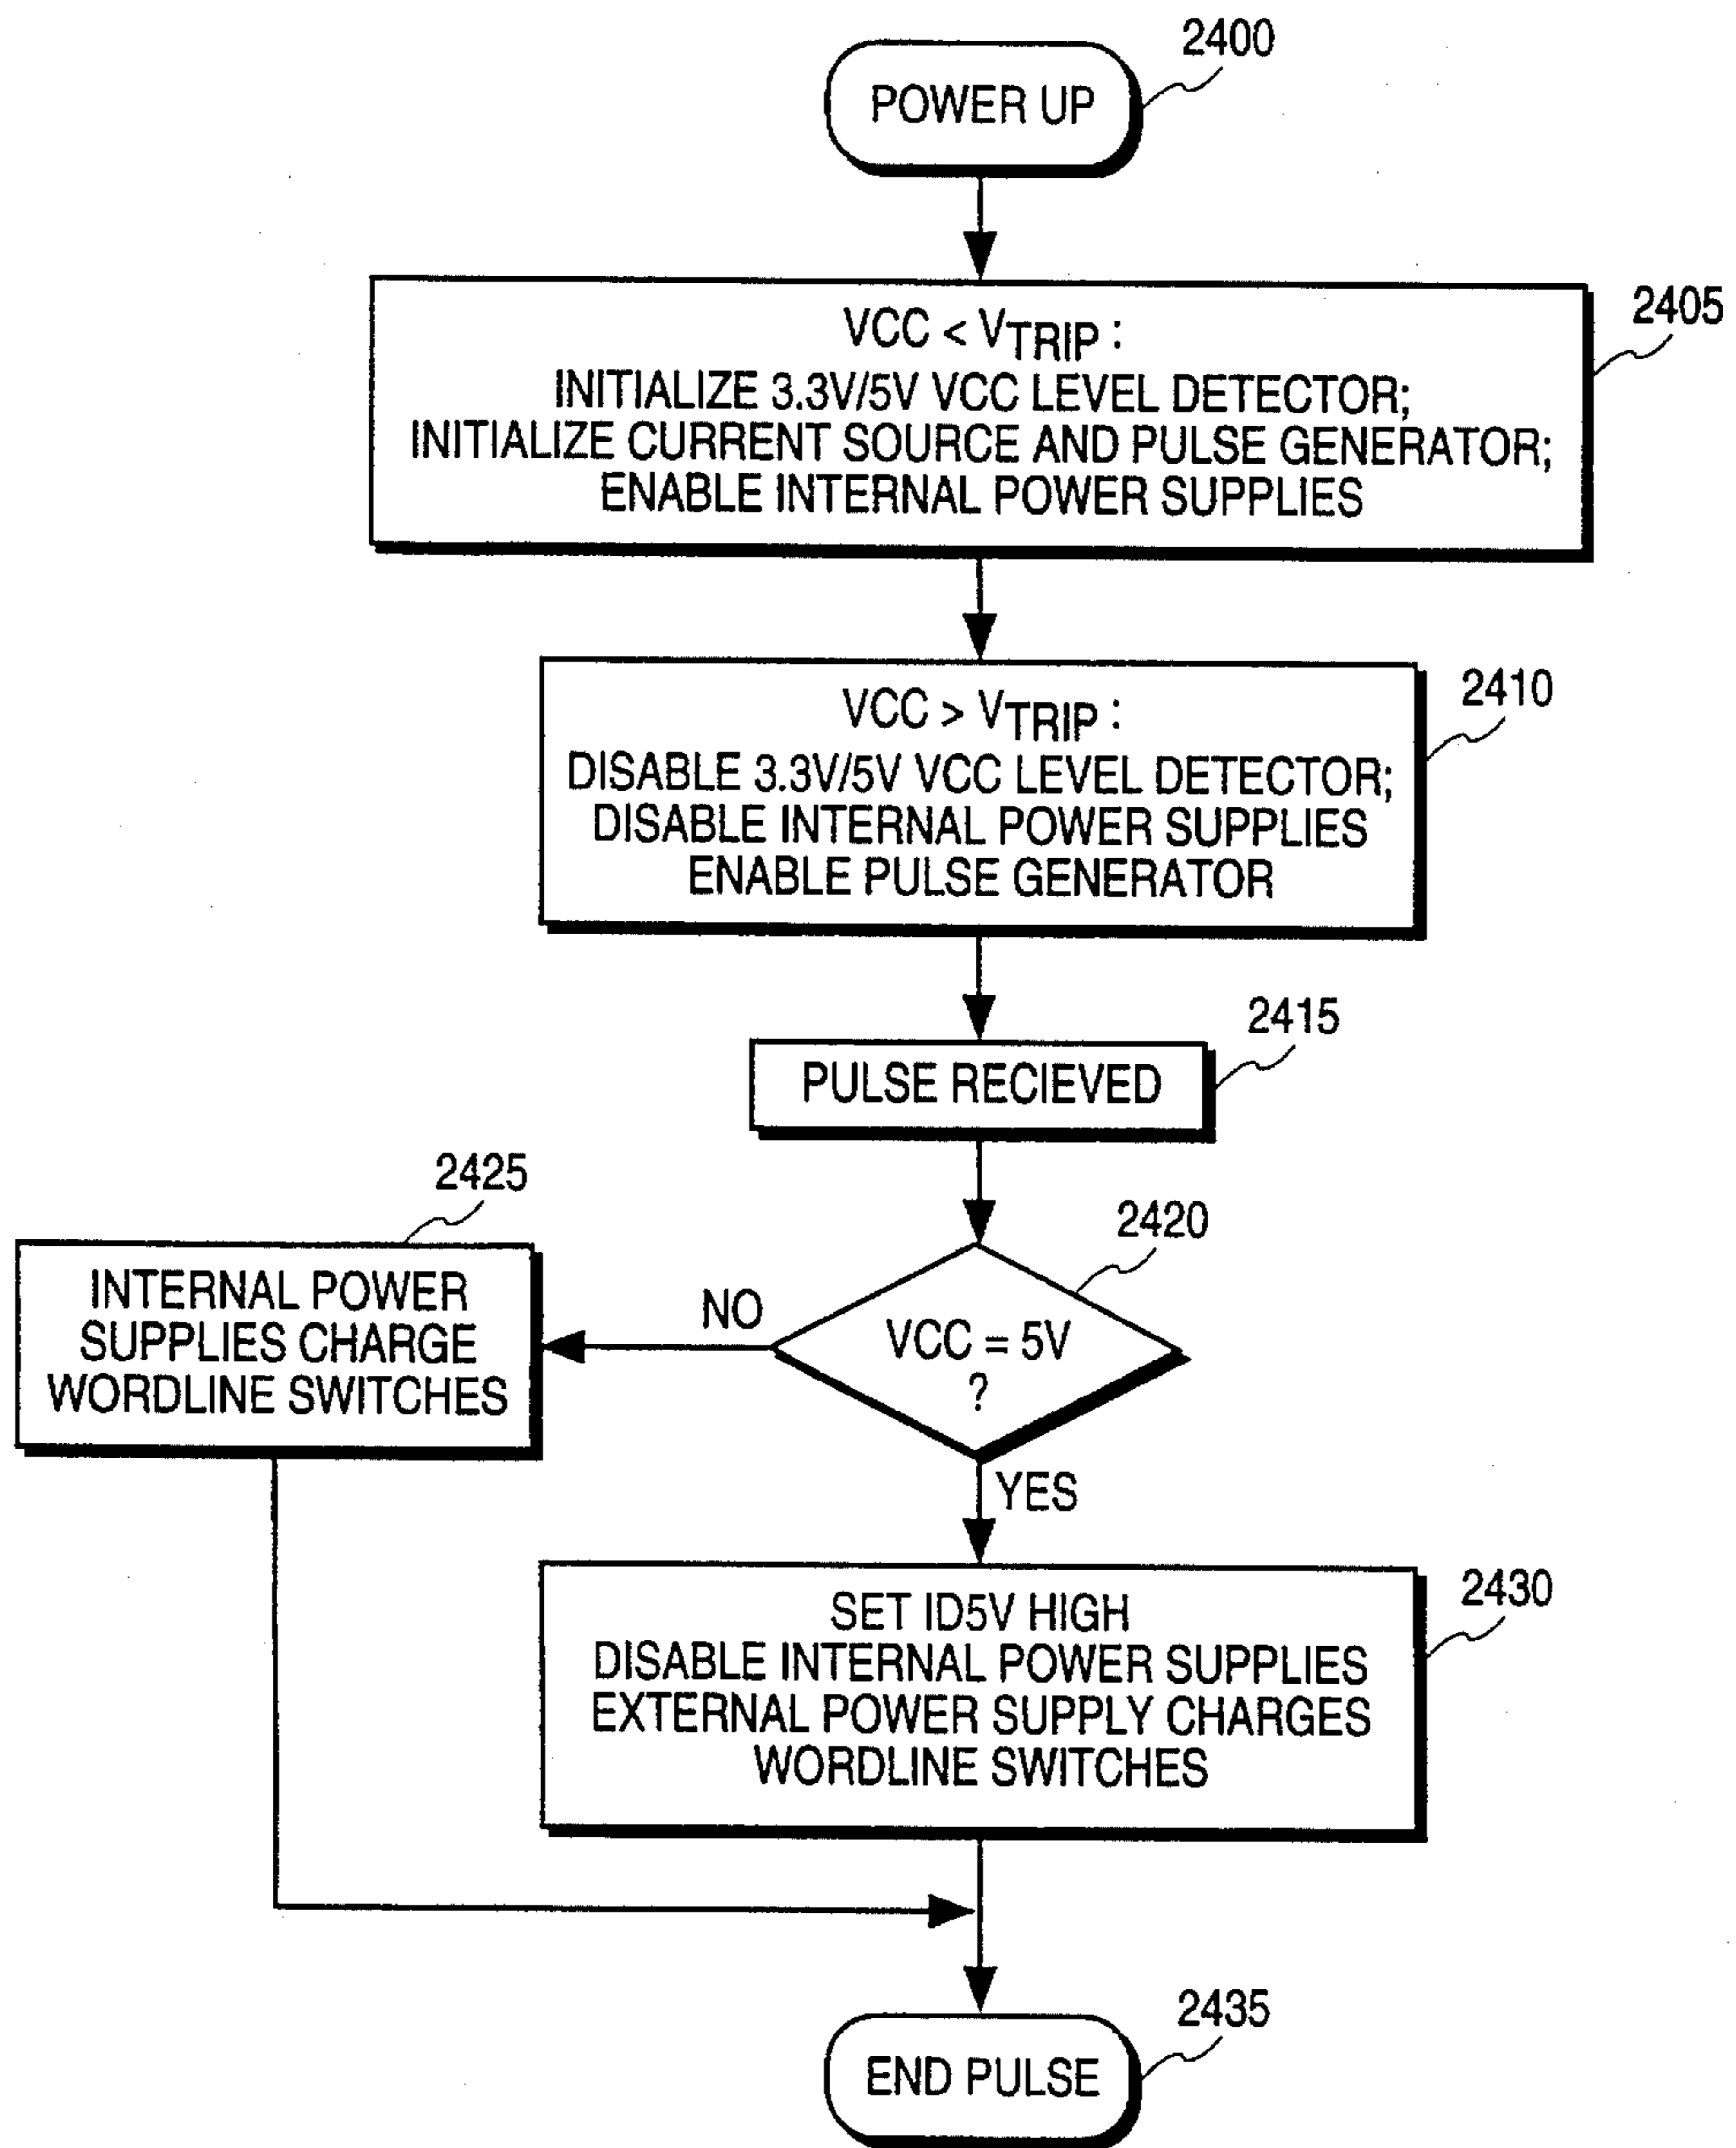 2400
POWER UP
2405
VCC < VTRIP :
INITIALIZE 3.3V/5V VCC LEVEL DETECTOR;
INITIALIZE CURRENT SOURCE AND PULSE GENERATOR;
ENABLE INTERNAL POWER SUPPLIES
2410
VCC > VTRIP :
DISABLE 3.3V/5V VCC LEVEL DETECTOR;
DISABLE INTERNAL POWER SUPPLIES
ENABLE PULSE GENERATOR
2415
PULSE RECIEVED
2420
VCC = 5V
?
NO
2425
INTERNAL POWER
SUPPLIES CHARGE
WORDLINE SWITCHES
YES
2430
SET ID5V HIGH
DISABLE INTERNAL POWER SUPPLIES
EXTERNAL POWER SUPPLY CHARGES
WORDLINE SWITCHES
2435
END PULSE